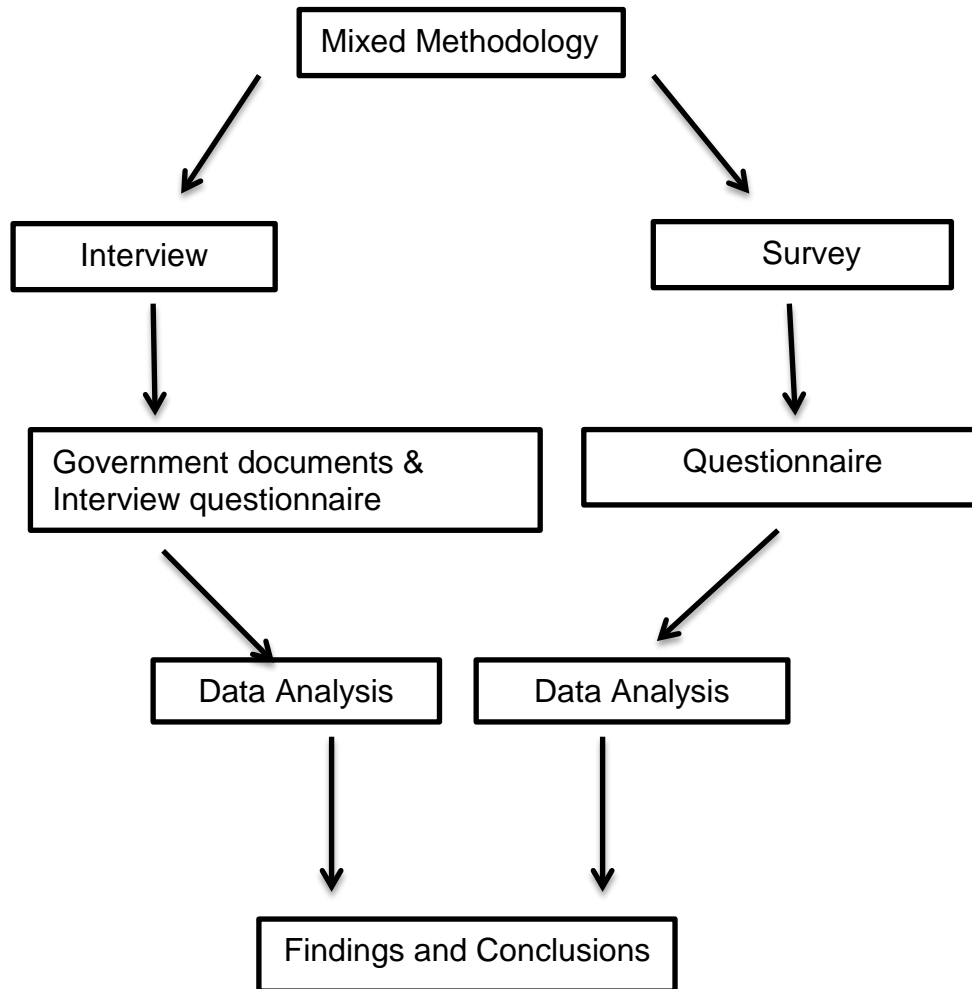 Mixed Methodology
Interview
Survey
Government documents &
Interview questionnaire
Questionnaire
Data Analysis
Data Analysis
Findings and Conclusions